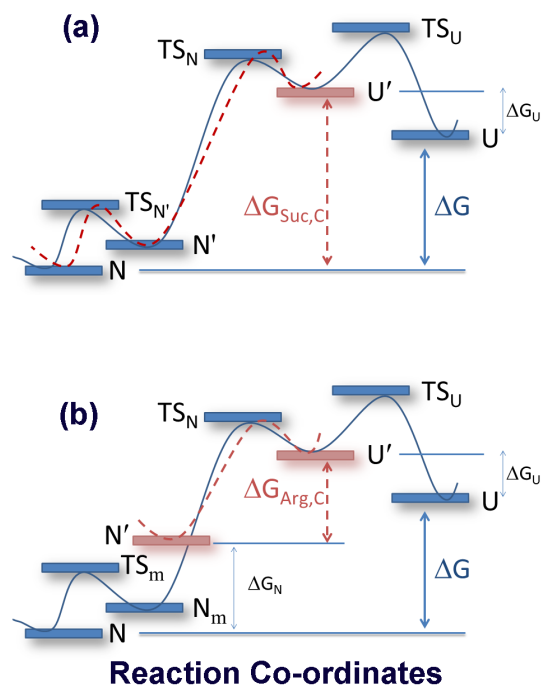 (a)
TS_N
TS_U
U′
ΔG_U
U
TS_N'
ΔG_Suc,C
ΔG
N′
N
(b)
TS_N
TS_U
U′
ΔG_U
ΔG_Arg,C
U
N′
TS_m
ΔG_N
ΔG
N_m
N
Reaction Co-ordinates